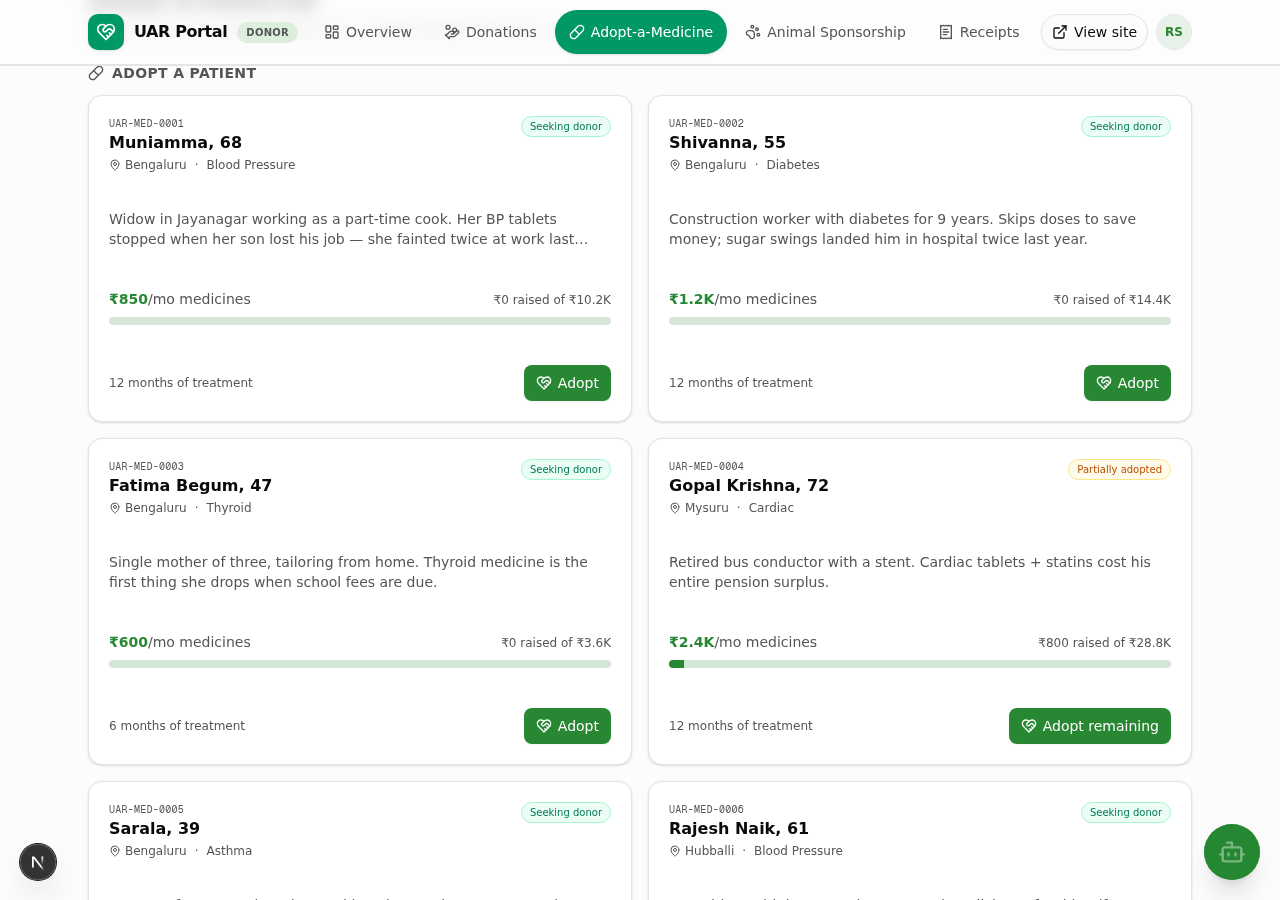 UAR Portal DONOR Overview Donations Adopt-a-Medicine Animal Sponsorship Receipts View site RS
ADOPT A PATIENT
UAR-MED-0001
Seeking donor
Muniamma, 68
Bengaluru · Blood Pressure
Widow in Jayanagar working as a part-time cook. Her BP tablets
stopped when her son lost his job — she fainted twice at work last…
₹850/mo medicines
₹0 raised of ₹10.2K
12 months of treatment
Adopt
UAR-MED-0002
Seeking donor
Shivanna, 55
Bengaluru · Diabetes
Construction worker with diabetes for 9 years. Skips doses to save
money; sugar swings landed him in hospital twice last year.
₹1.2K/mo medicines
₹0 raised of ₹14.4K
12 months of treatment
Adopt
UAR-MED-0003
Seeking donor
Fatima Begum, 47
Bengaluru · Thyroid
Single mother of three, tailoring from home. Thyroid medicine is the
first thing she drops when school fees are due.
₹600/mo medicines
₹0 raised of ₹3.6K
6 months of treatment
Adopt
UAR-MED-0004
Partially adopted
Gopal Krishna, 72
Mysuru · Cardiac
Retired bus conductor with a stent. Cardiac tablets + statins cost his
entire pension surplus.
₹2.4K/mo medicines
₹800 raised of ₹28.8K
12 months of treatment
Adopt remaining
UAR-MED-0005
Seeking donor
Sarala, 39
Bengaluru · Asthma
UAR-MED-0006
Seeking donor
Rajesh Naik, 61
Hubballi · Blood Pressure
N